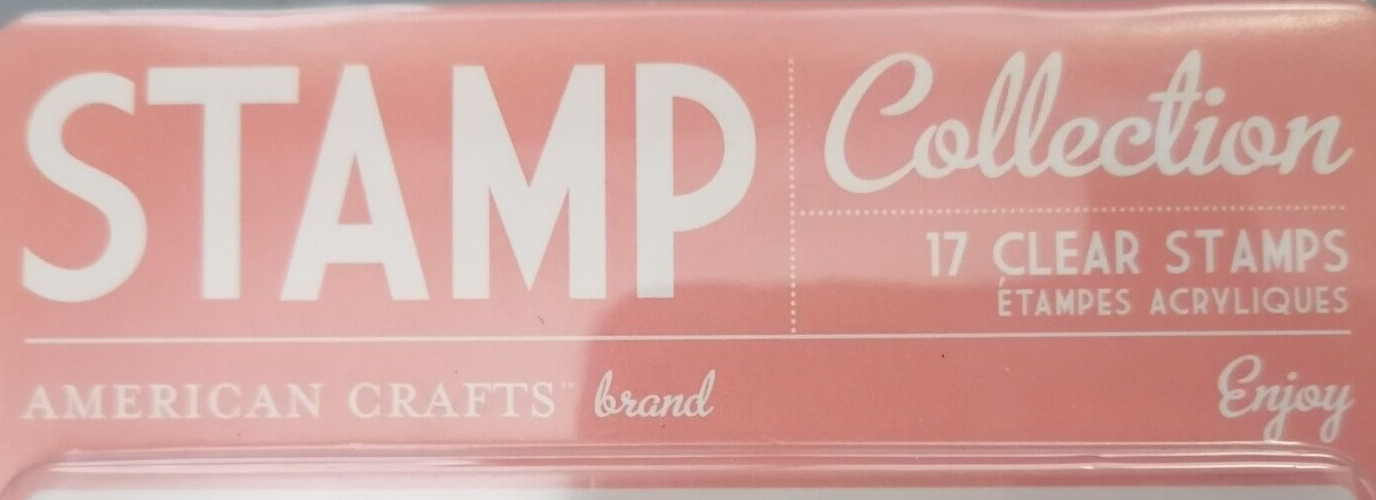 STAMP
Collection
17 CLEAR STAMPS
ÉTAMPES ACRYLIQUES
AMERICAN CRAFTS™ brand
Enjoy